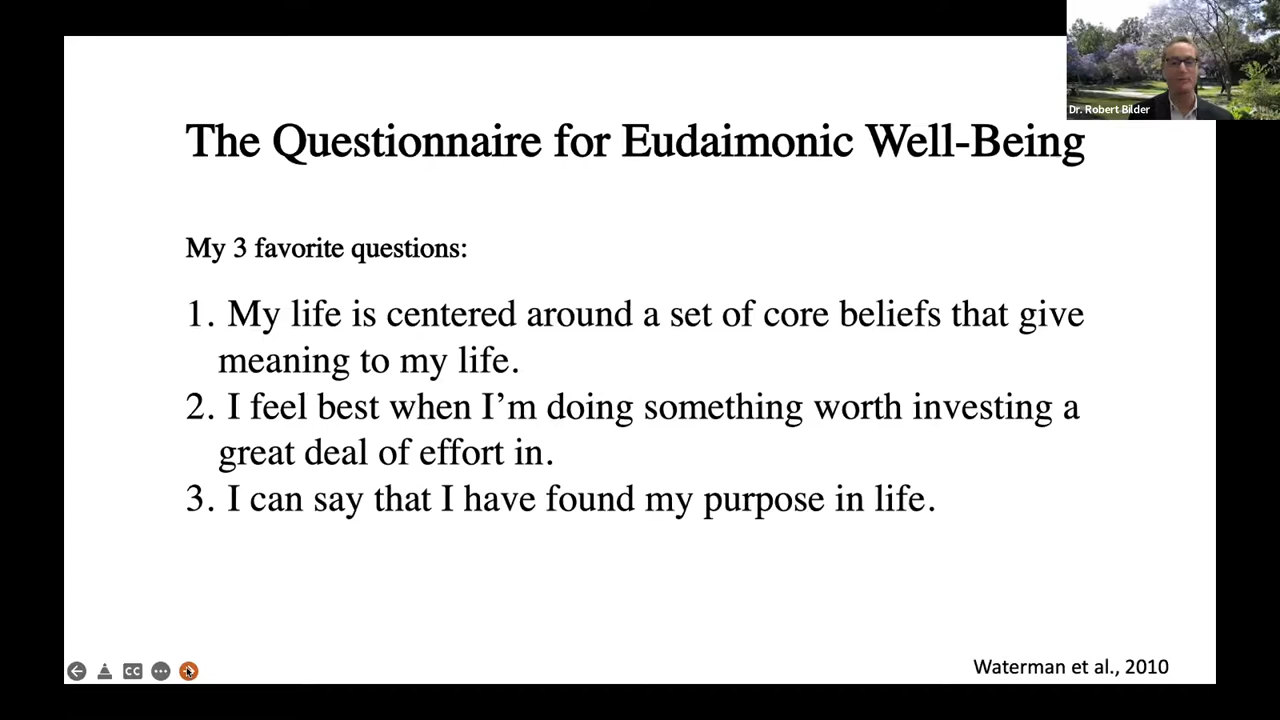 Dr. Robert Bilder
The Questionnaire for Eudaimonic Well-Being
My 3 favorite questions:
1. My life is centered around a set of core beliefs that give
meaning to my life.
2. I feel best when I’m doing something worth investing a
great deal of effort in.
3. I can say that I have found my purpose in life.
CC
Waterman et al., 2010